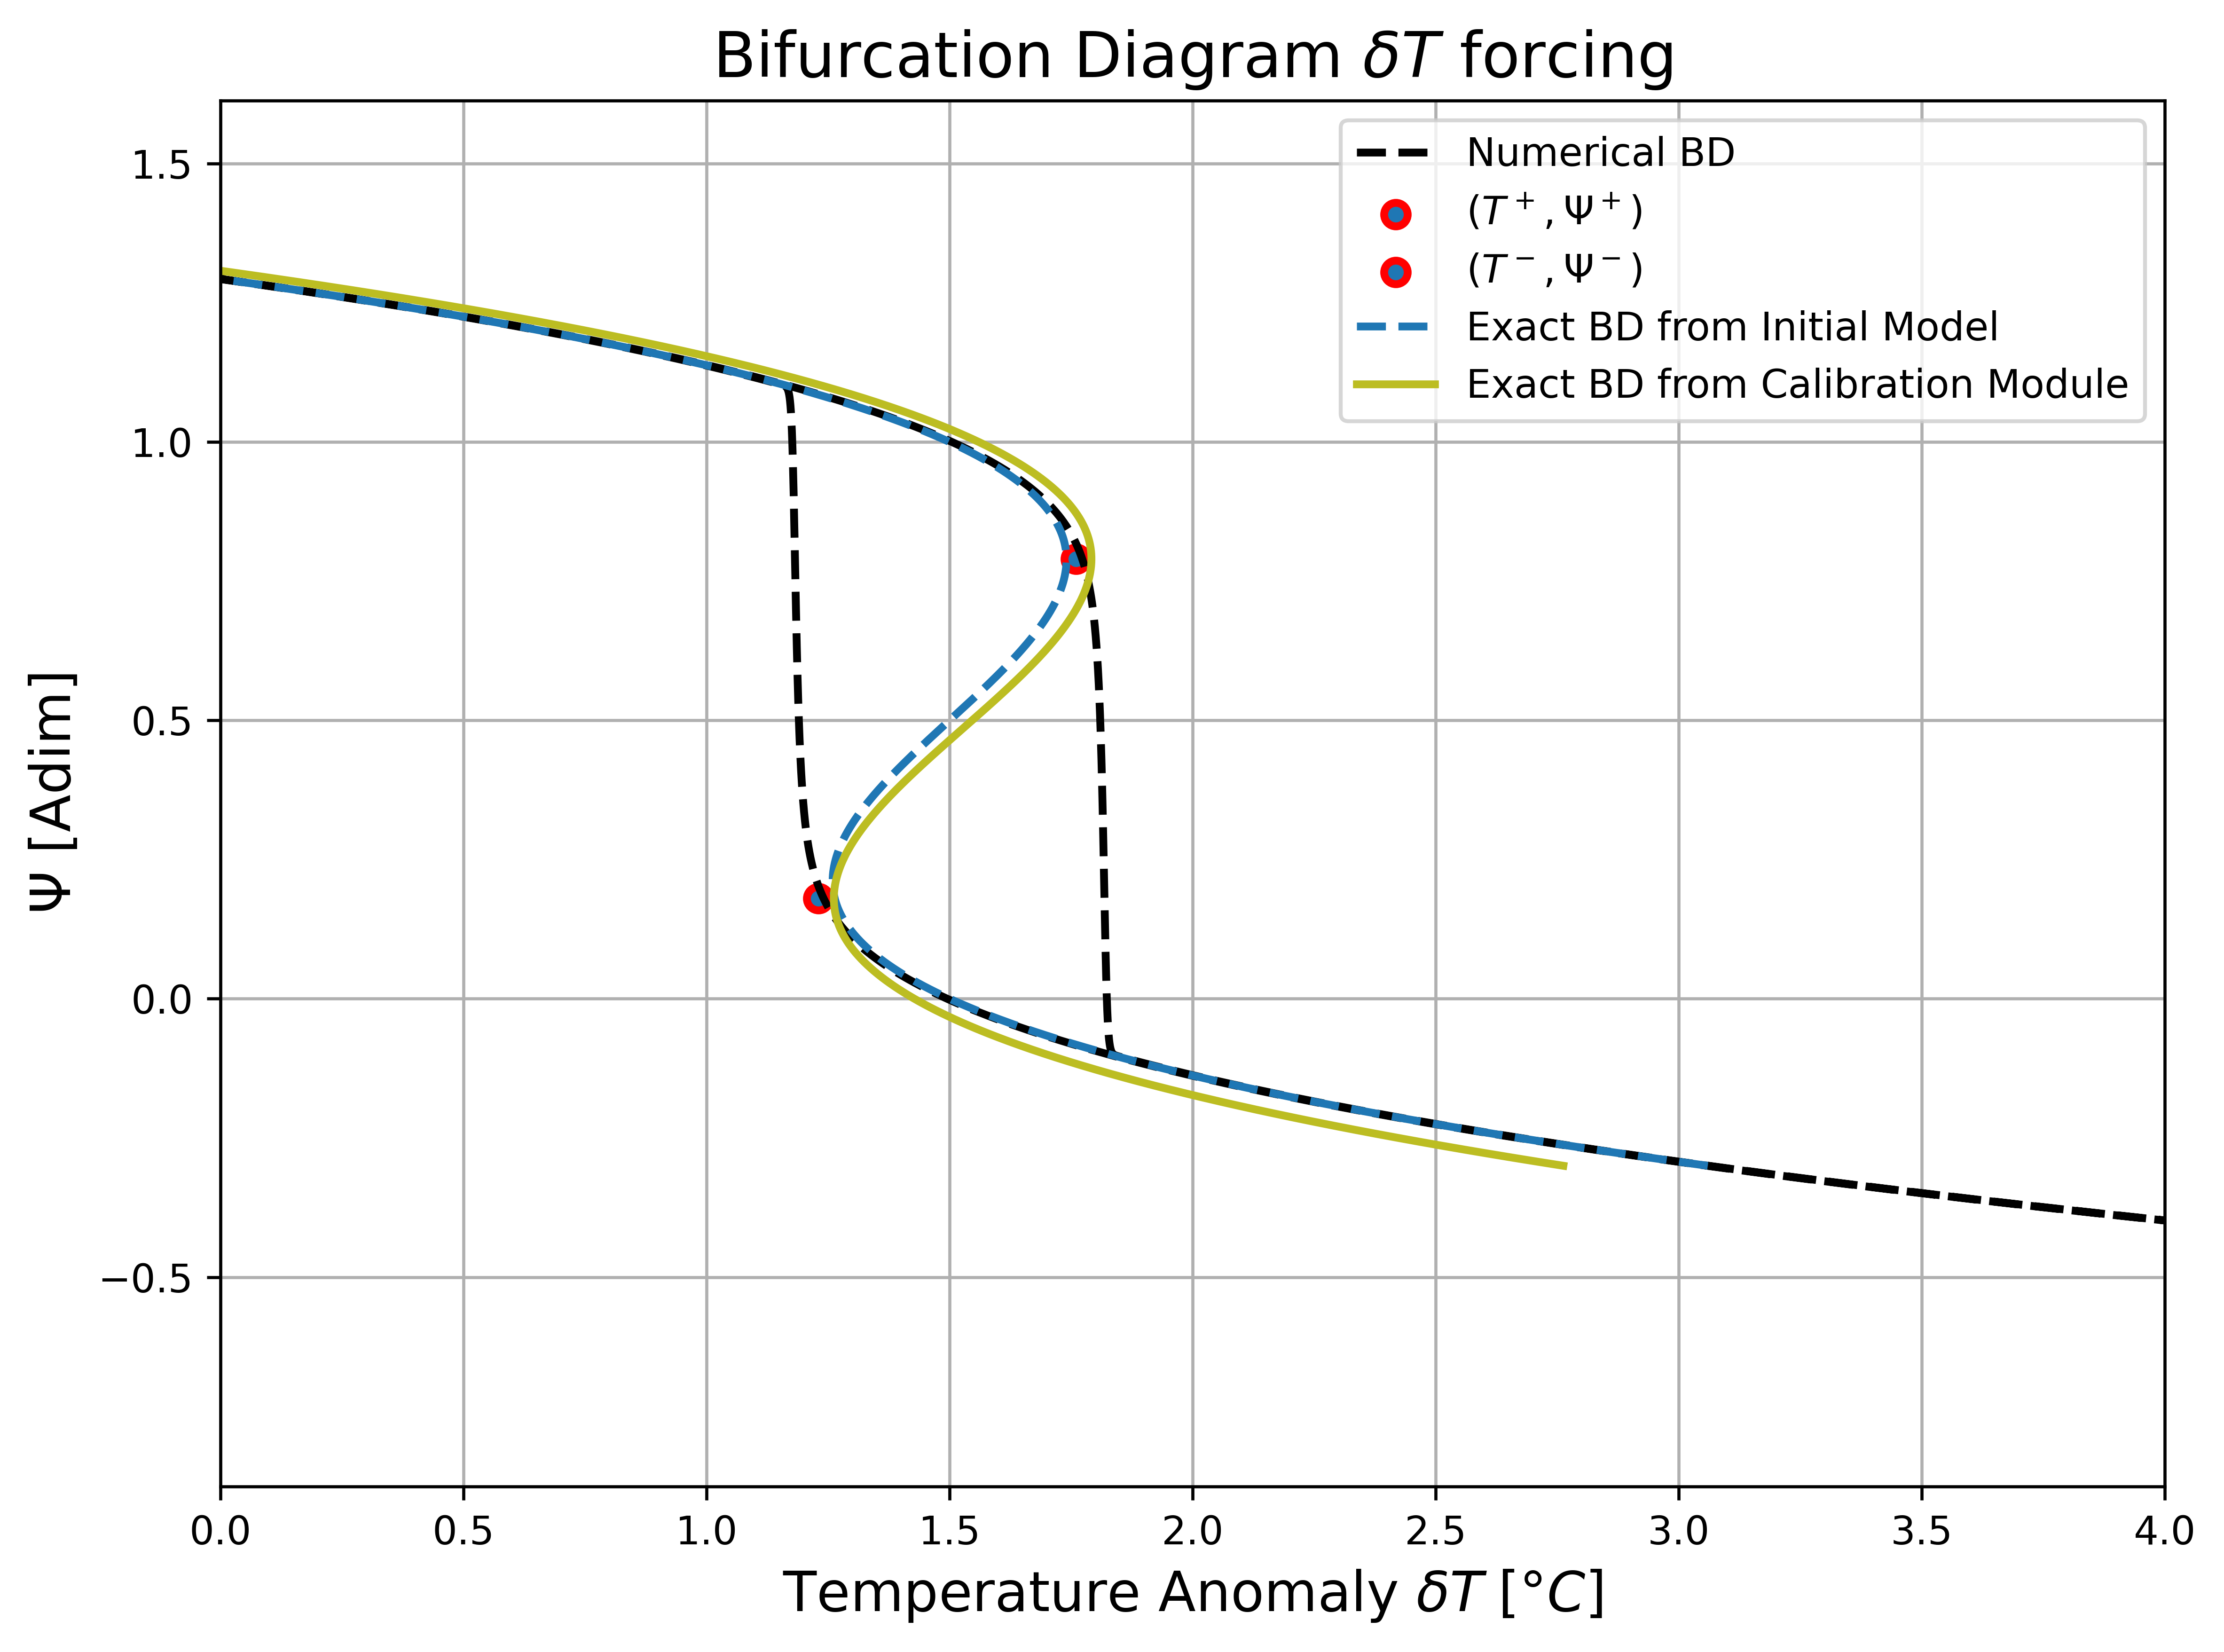 Bifurcation Diagram δT forcing
Numerical BD
(T⁺, Ψ⁺)
(T⁻, Ψ⁻)
Exact BD from Initial Model
Exact BD from Calibration Module
Ψ [Adim]
1.5
1.0
0.5
0.0
−0.5
0.0 0.5 1.0 1.5 2.0 2.5 3.0 3.5 4.0
Temperature Anomaly δT [°C]